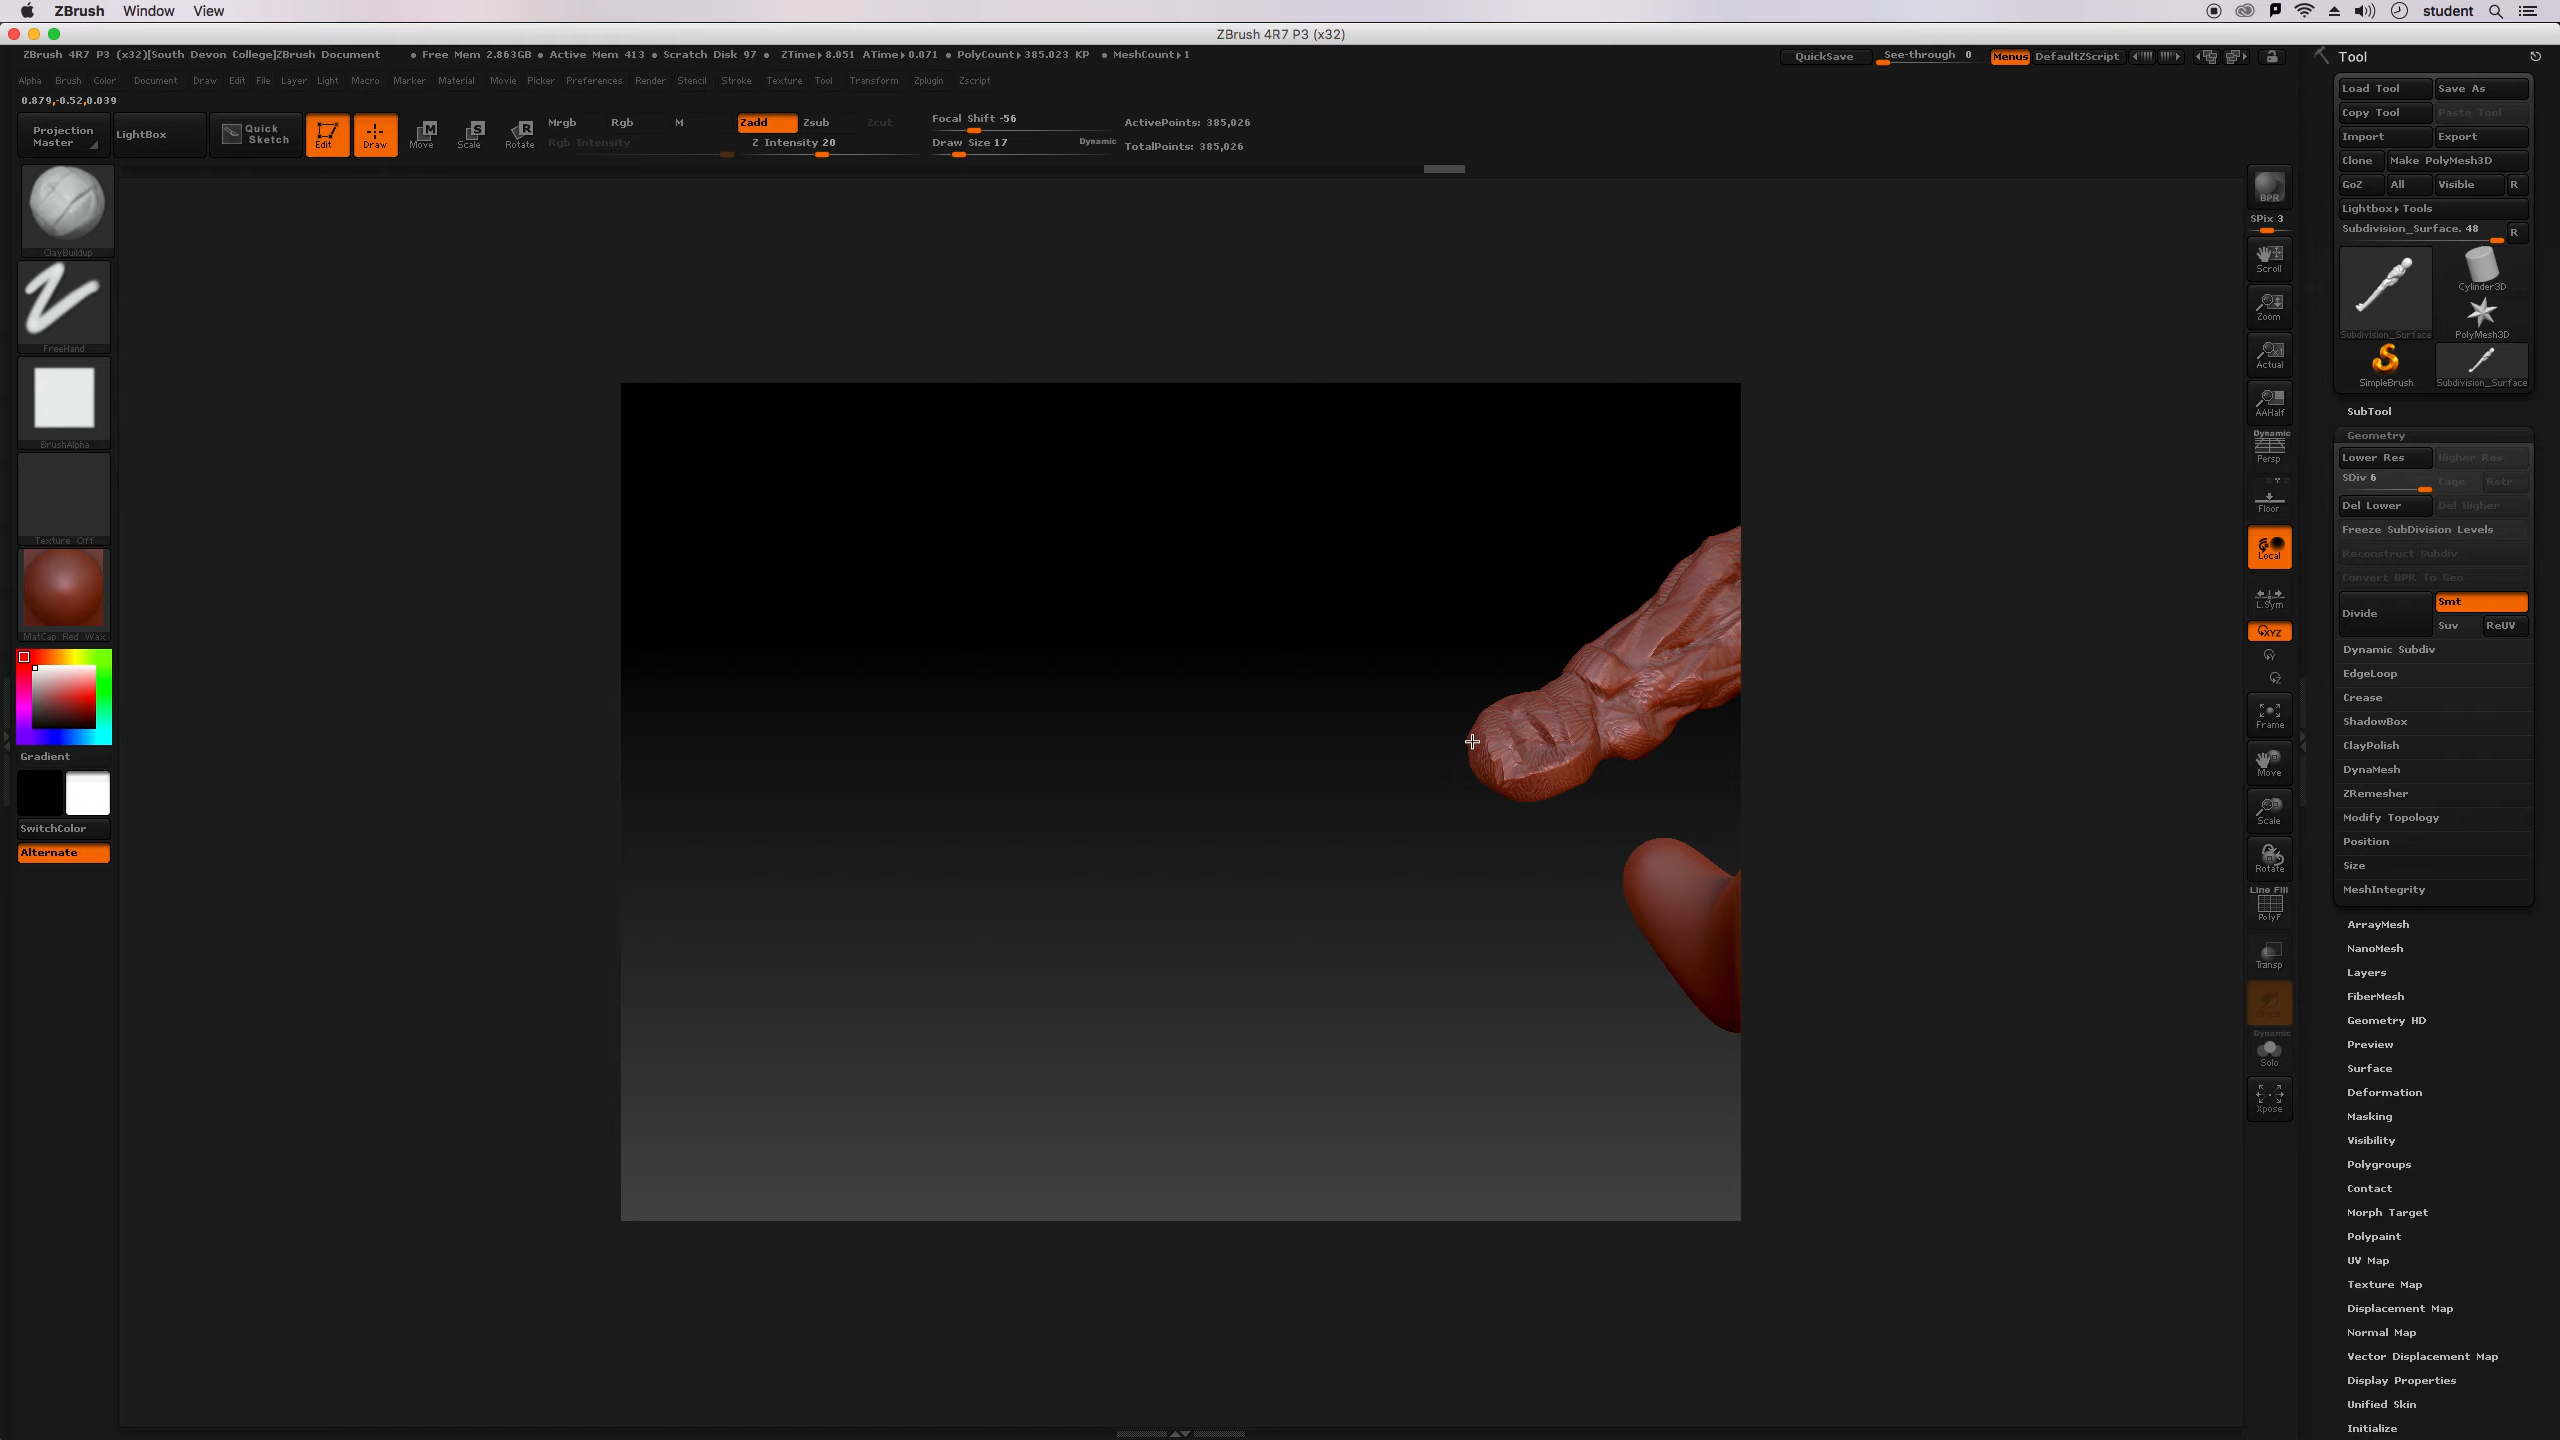 ZBrush Window View student
ZBrush 4R7 P3 (x32)
ZBrush 4R7 P3 (x32)[South Devon College]ZBrush Document • Free Mem 2.863GB • Active Mem 413 • Scratch Disk 97 • ZTime▸8.051 ATime▸0.071 • PolyCount▸385.023 KP • MeshCount▸1 QuickSave See-through 0 Menus DefaultZScript
Alpha Brush Color Document Draw Edit File Layer Light Macro Marker Material Movie Picker Preferences Render Stencil Stroke Texture Tool Transform Zplugin Zscript
0.879,-0.52,0.039
Projection Master
LightBox
Quick Sketch
Edit
Draw
Move
Scale
Rotate
Mrgb Rgb M
Rgb Intensity
Zadd Zsub Zcut
Z Intensity 20
Focal Shift -56
Draw Size 17 Dynamic
ActivePoints: 385,026
TotalPoints: 385,026
ClayBuildup
FreeHand
BrushAlpha
Texture Off
MatCap Red Wax
Gradient
SwitchColor
Alternate
BPR
SPix 3
Scroll
Zoom
Actual
AAHalf
Dynamic
Persp
Floor
Local
L.Sym
XYZ
Y
Z
Frame
Move
Scale
Rotate
Line Fill
PolyF
Transp
Dynamic
Solo
Xpose
Tool
Load Tool Save As
Copy Tool Paste Tool
Import Export
Clone Make PolyMesh3D
GoZ All Visible R
Lightbox▸Tools
Subdivision_Surface. 48 R
Subdivision_Surface
Cylinder3D
PolyMesh3D
SimpleBrush
Subdivision_Surface
SubTool
Geometry
Lower Res Higher Res
SDiv 6 Cage Rstr
Del Lower Del Higher
Freeze SubDivision Levels
Reconstruct Subdiv
Convert BPR To Geo
Divide Smt
Suv ReUV
Dynamic Subdiv
EdgeLoop
Crease
ShadowBox
ClayPolish
DynaMesh
ZRemesher
Modify Topology
Position
Size
MeshIntegrity
ArrayMesh
NanoMesh
Layers
FiberMesh
Geometry HD
Preview
Surface
Deformation
Masking
Visibility
Polygroups
Contact
Morph Target
Polypaint
UV Map
Texture Map
Displacement Map
Normal Map
Vector Displacement Map
Display Properties
Unified Skin
Initialize